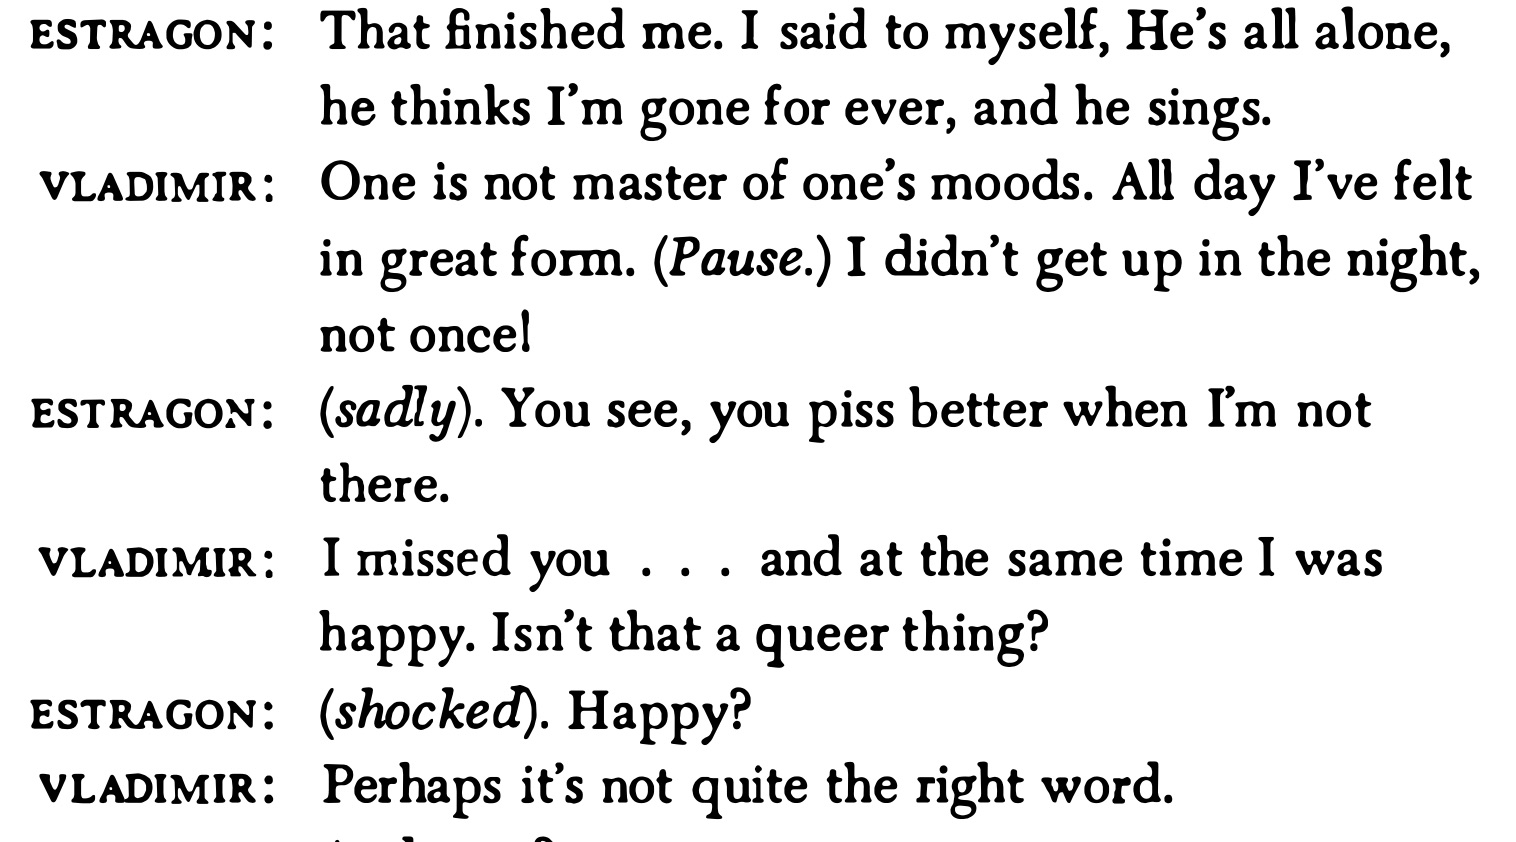 ESTRAGON: That finished me. I said to myself, He's all alone,
he thinks I'm gone for ever, and he sings.
VLADIMIR: One is not master of one's moods. All day I've felt
in great form. (Pause.) I didn't get up in the night,
not once!
ESTRAGON: (sadly). You see, you piss better when I'm not
there.
VLADIMIR: I missed you . . . and at the same time I was
happy. Isn't that a queer thing?
ESTRAGON: (shocked). Happy?
VLADIMIR: Perhaps it's not quite the right word.